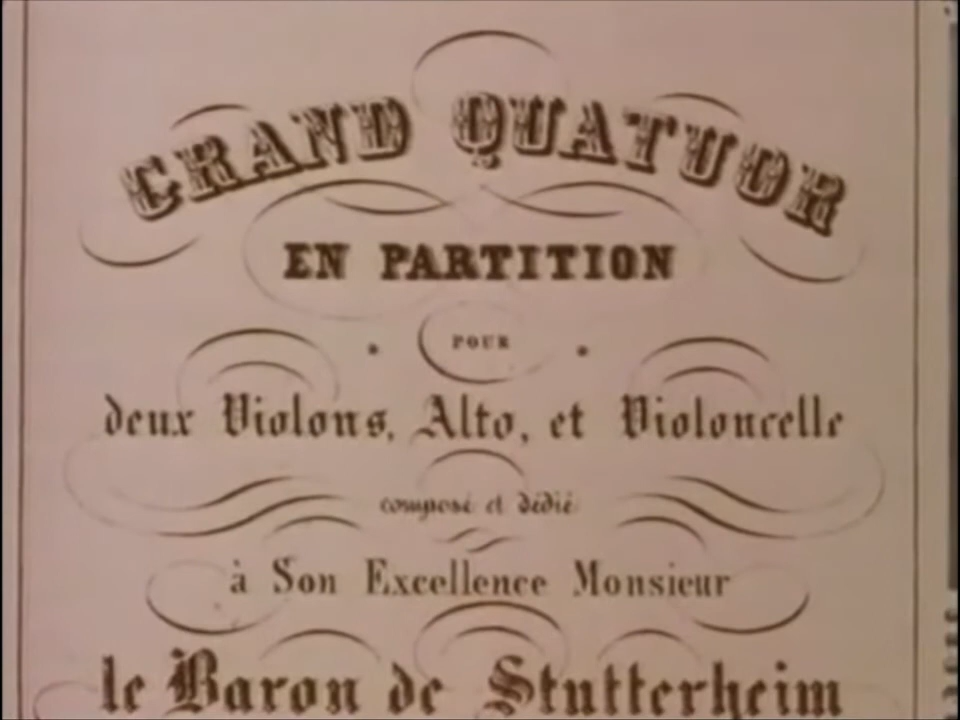 GRAND QUATUOR
EN PARTITION
POUR
deux Violons, Alto, et Violoncelle
composé et dédié
à Son Excellence Monsieur
le Baron de Stutterheim